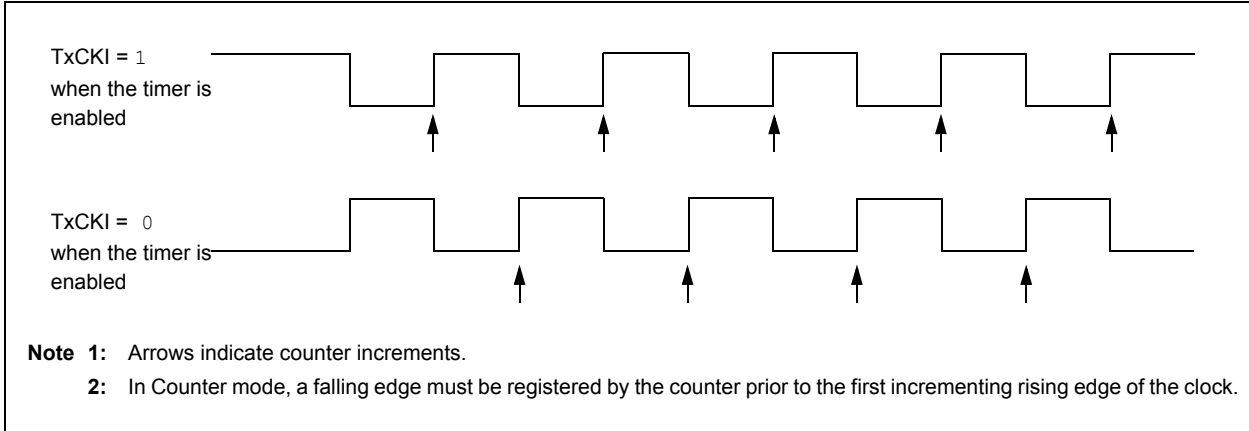 TxCKI = 1
when the timer is
enabled
TxCKI = 0
when the timer is
enabled
Note 1: Arrows indicate counter increments.
2: In Counter mode, a falling edge must be registered by the counter prior to the first incrementing rising edge of the clock.